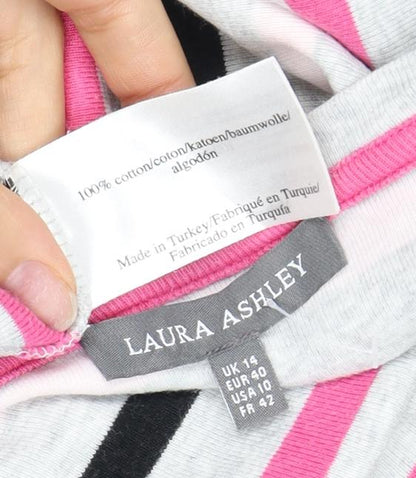 100% cotton/coton/katoen/baumwolle/
algodón
Made in Turkey/Fabriqué en Turquie/
Fabricado en Turquía
LAURA ASHLEY
UK 14
EUR 40
USA 10
FR 42